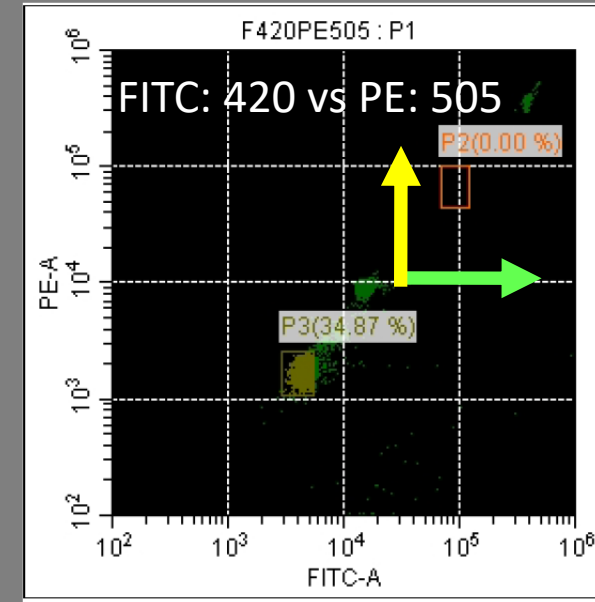 F420PE505 : P1
FITC: 420 vs PE: 505
P2(0.00 %)
P3(34.87 %)
PE-A
10^6
10^5
10^4
10^3
10^2
10^2 10^3 10^4 10^5 10^6
FITC-A